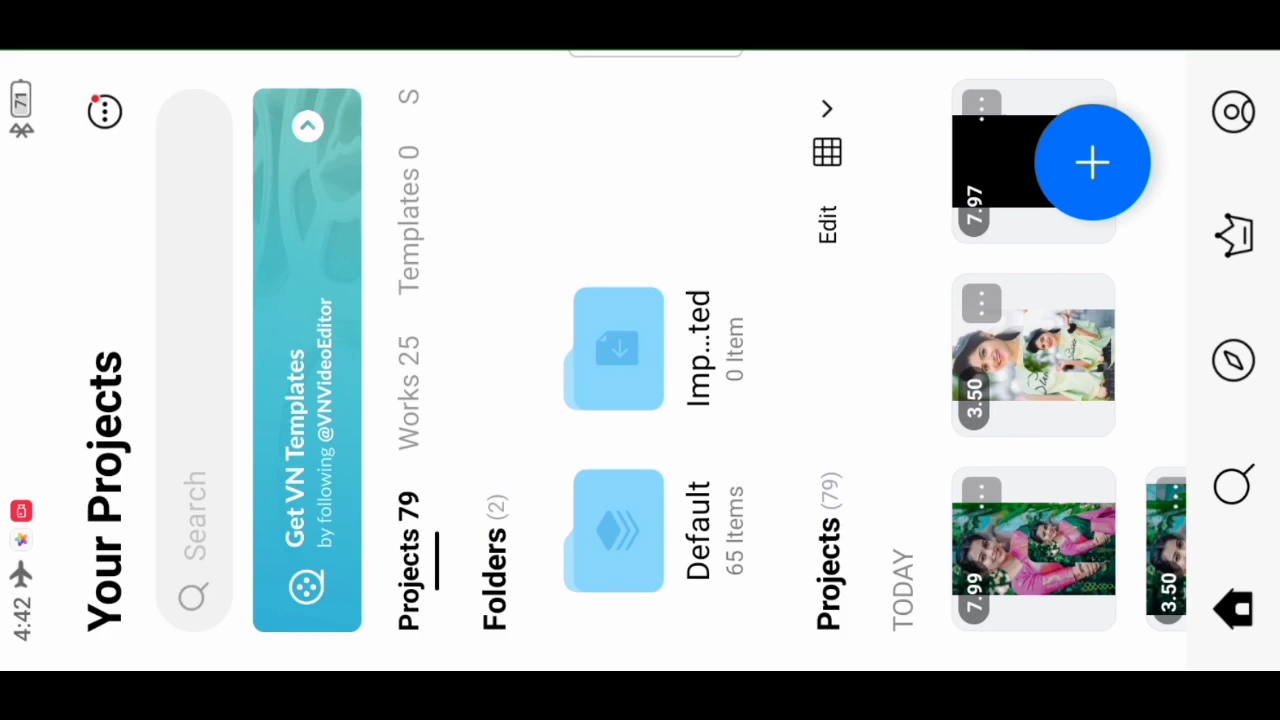 4:42
71
Your Projects
Search
Get VN Templates
by following @VNVideoEditor
Projects 79 Works 25 Templates 0 S
Folders (2)
Default Imp...ted
65 Items 0 Item
Projects (79) Edit
TODAY
7.99 3.50 7.97
3.50